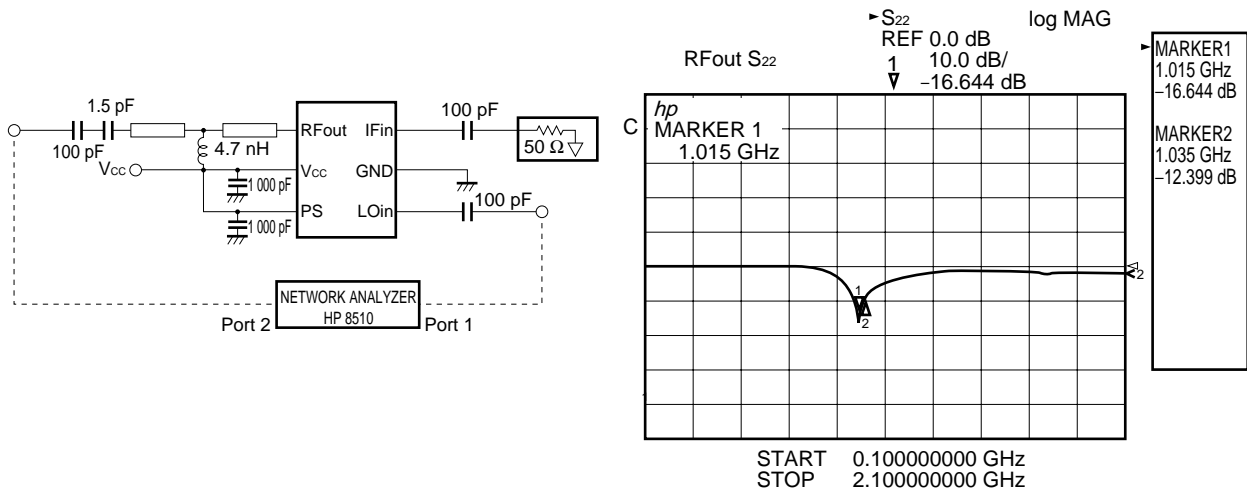 1.5 pF
100 pF
4.7 nH
VCC
1 000 pF
1 000 pF
RFout
IFin
VCC
GND
PS
LOin
100 pF
50 Ω
100 pF
NETWORK ANALYZER
HP 8510
Port 2
Port 1
RFout S22
S22
log MAG
REF 0.0 dB
10.0 dB/
1
–16.644 dB
C
hp
MARKER 1
1.015 GHz
1
2
2
START 0.100000000 GHz
STOP 2.100000000 GHz
MARKER1
1.015 GHz
–16.644 dB
MARKER2
1.035 GHz
–12.399 dB